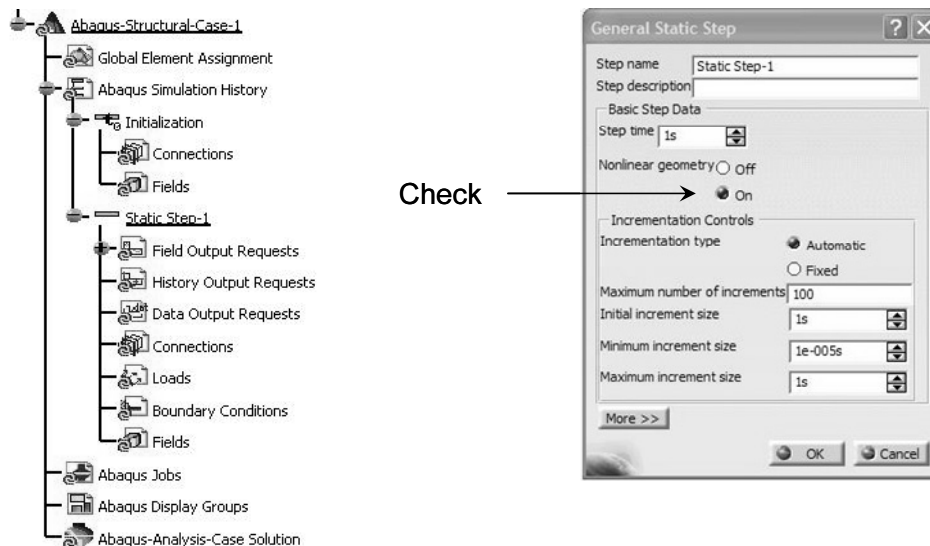 Abaqus-Structural-Case-1
Global Element Assignment
Abaqus Simulation History
Initialization
Connections
Fields
Static Step-1
Field Output Requests
History Output Requests
Data Output Requests
Connections
Loads
Boundary Conditions
Fields
Abaqus Jobs
Abaqus Display Groups
Abaqus-Analysis-Case Solution
Check
General Static Step
Step name Static Step-1
Step description
Basic Step Data
Step time 1s
Nonlinear geometry Off
On
Incrementation Controls
Incrementation type Automatic
Fixed
Maximum number of increments 100
Initial increment size 1s
Minimum increment size 1e-005s
Maximum increment size 1s
More >>
OK Cancel